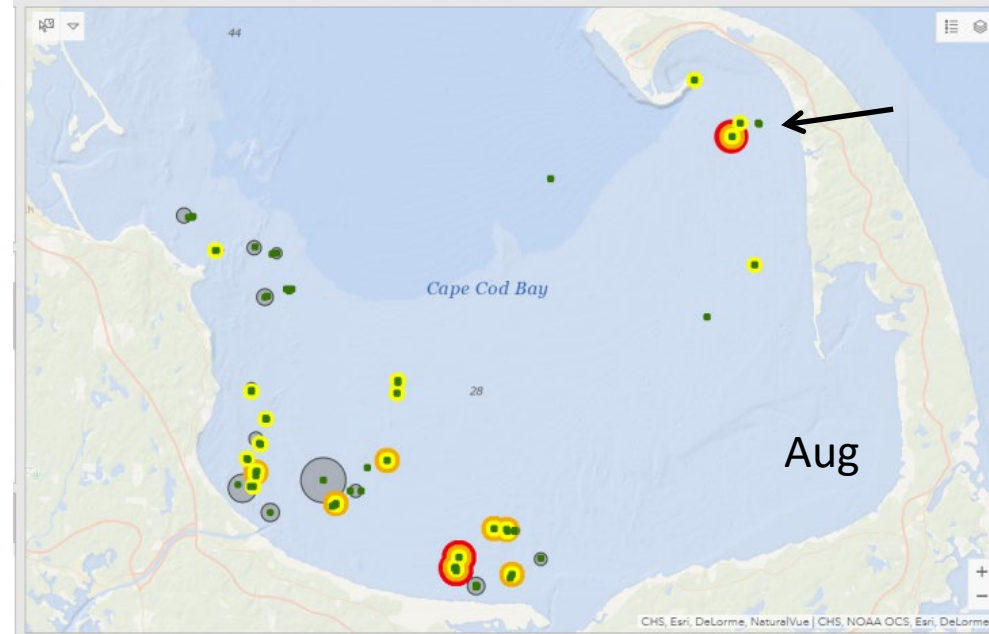 44
Cape Cod Bay
28
Aug
+
−
CHS, Esri, DeLorme, NaturalVue | CHS, NOAA OCS, Esri, DeLorme